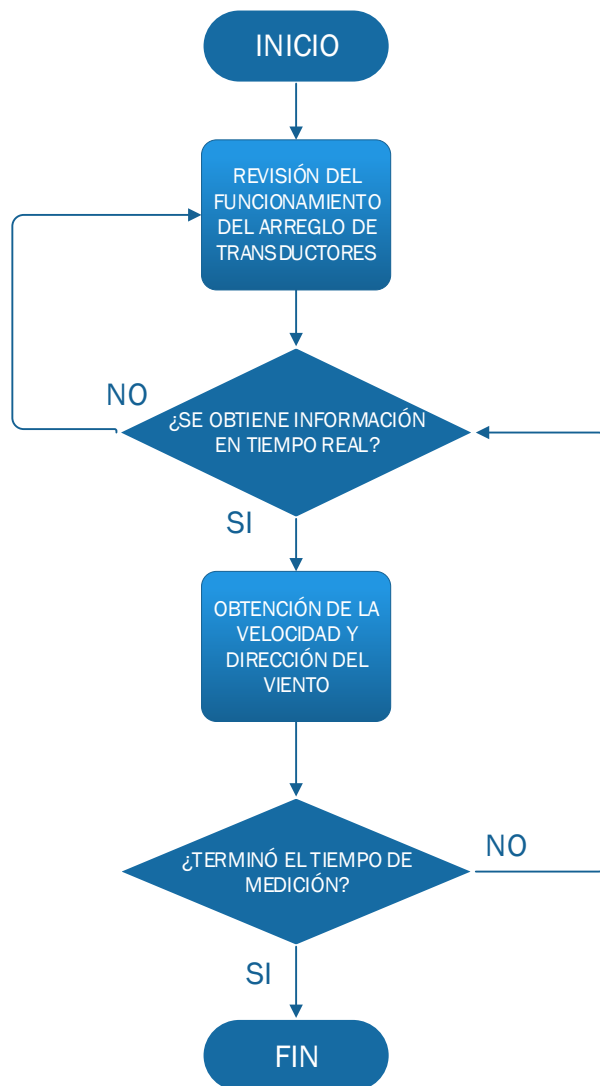 INICIO
REVISIÓN DEL
FUNCIONAMIENTO
DEL ARREGLO DE
TRANSDUCTORES
NO
¿SE OBTIENE INFORMACIÓN
EN TIEMPO REAL?
SI
OBTENCIÓN DE LA
VELOCIDAD Y
DIRECCIÓN DEL
VIENTO
¿TERMINÓ EL TIEMPO DE
MEDICIÓN?
NO
SI
FIN